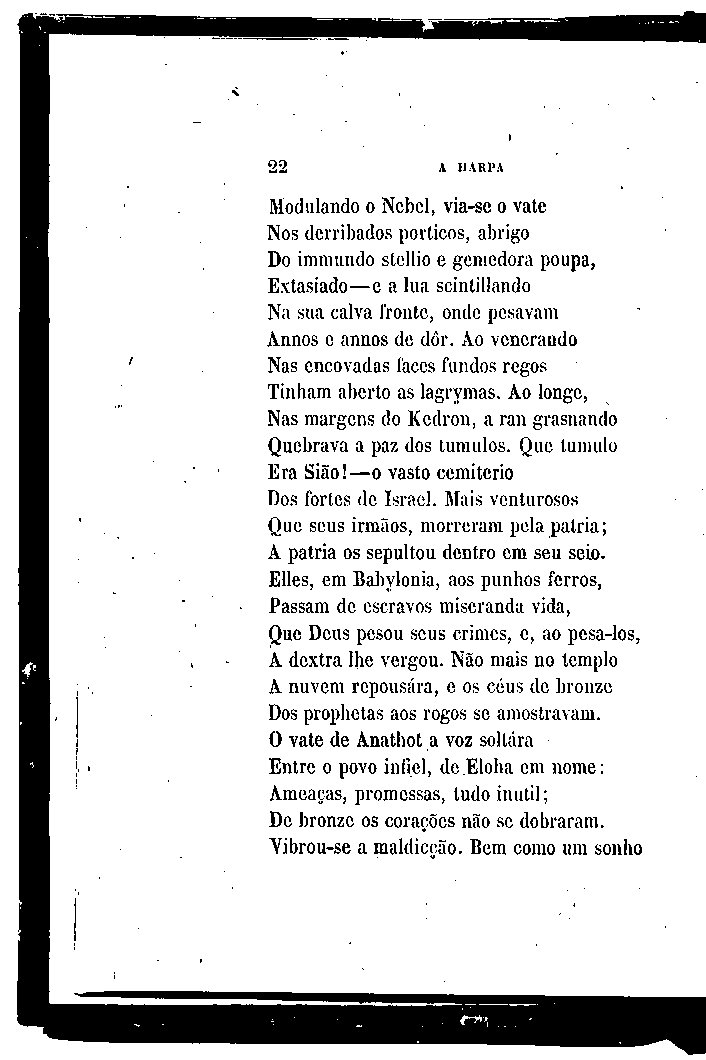 22 A HARPA
Modulando o Nebel, via-se o vate
Nos derribados porticos, abrigo
Do immundo stellio e gemedora poupa,
Extasiado—e a lua scintillando
Na sua calva fronte, onde pesavam
Annos e annos de dôr. Ao venerando
Nas encovadas faces fundos regos
Tinham aberto as lagrymas. Ao longe,
Nas margens do Kedron, a ran grasnando
Quebrava a paz dos tumulos. Que tumulo
Era Sião!—o vasto cemiterio
Dos fortes de Israel. Mais venturosos
Que seus irmãos, morreram pela patria;
A patria os sepultou dentro em seu seio.
Elles, em Babylonia, aos punhos ferros,
Passam de escravos miseranda vida,
Que Deus pesou seus crimes, e, ao pesa-los,
A dextra lhe vergou. Não mais no templo
A nuvem repousára, e os céus de bronze
Dos prophetas aos rogos se amostravam.
O vate de Anathot a voz soltára
Entre o povo infiel, de Eloha em nome:
Ameaças, promessas, tudo inutil;
De bronze os corações não se dobraram.
Vibrou-se a maldicção. Bem como um sonho